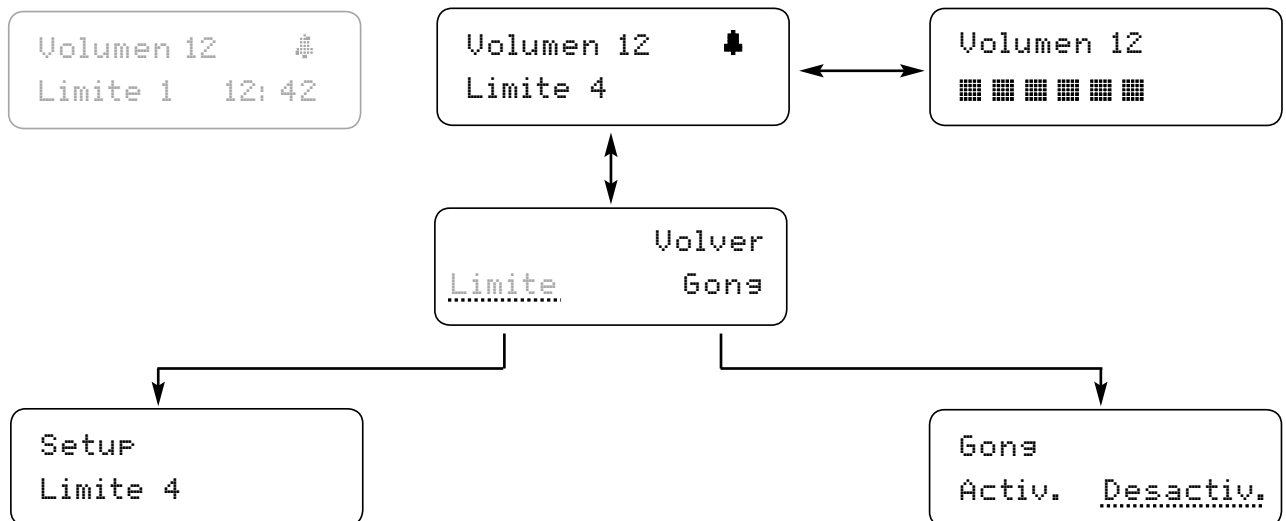 Volumen 12
Limite 1 12:42
Volumen 12
Limite 4
Volumen 12
Volver
Limite Gong
Setup
Limite 4
Gong
Activ. Desactiv.